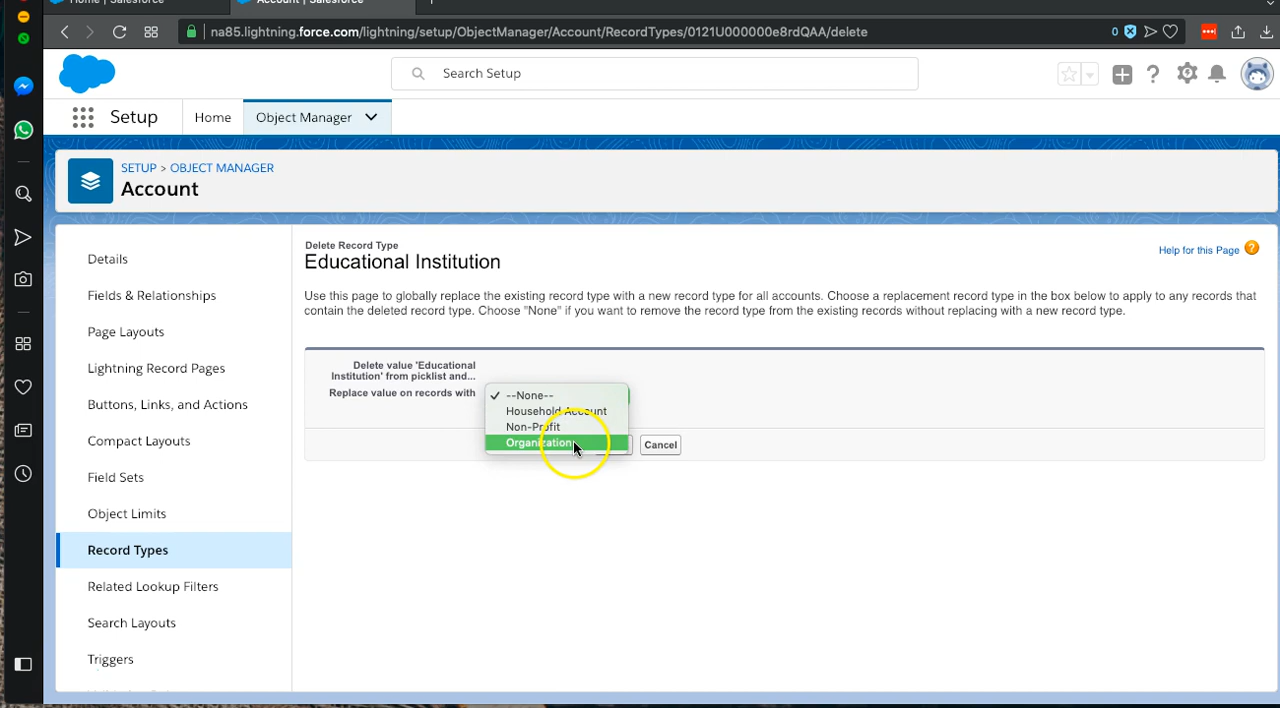 Home | Salesforce
Account | Salesforce
na85.lightning.force.com/lightning/setup/ObjectManager/Account/RecordTypes/0121U000000e8rdQAA/delete
0
Search Setup
Setup
Home
Object Manager
SETUP > OBJECT MANAGER
Account
Details
Fields & Relationships
Page Layouts
Lightning Record Pages
Buttons, Links, and Actions
Compact Layouts
Field Sets
Object Limits
Record Types
Related Lookup Filters
Search Layouts
Triggers
Delete Record Type
Educational Institution
Help for this Page
Use this page to globally replace the existing record type with a new record type for all accounts. Choose a replacement record type in the box below to apply to any records that
contain the deleted record type. Choose "None" if you want to remove the record type from the existing records without replacing with a new record type.
Delete value 'Educational
Institution' from picklist and...
Replace value on records with
--None--
Household Account
Non-Profit
Organization
Cancel